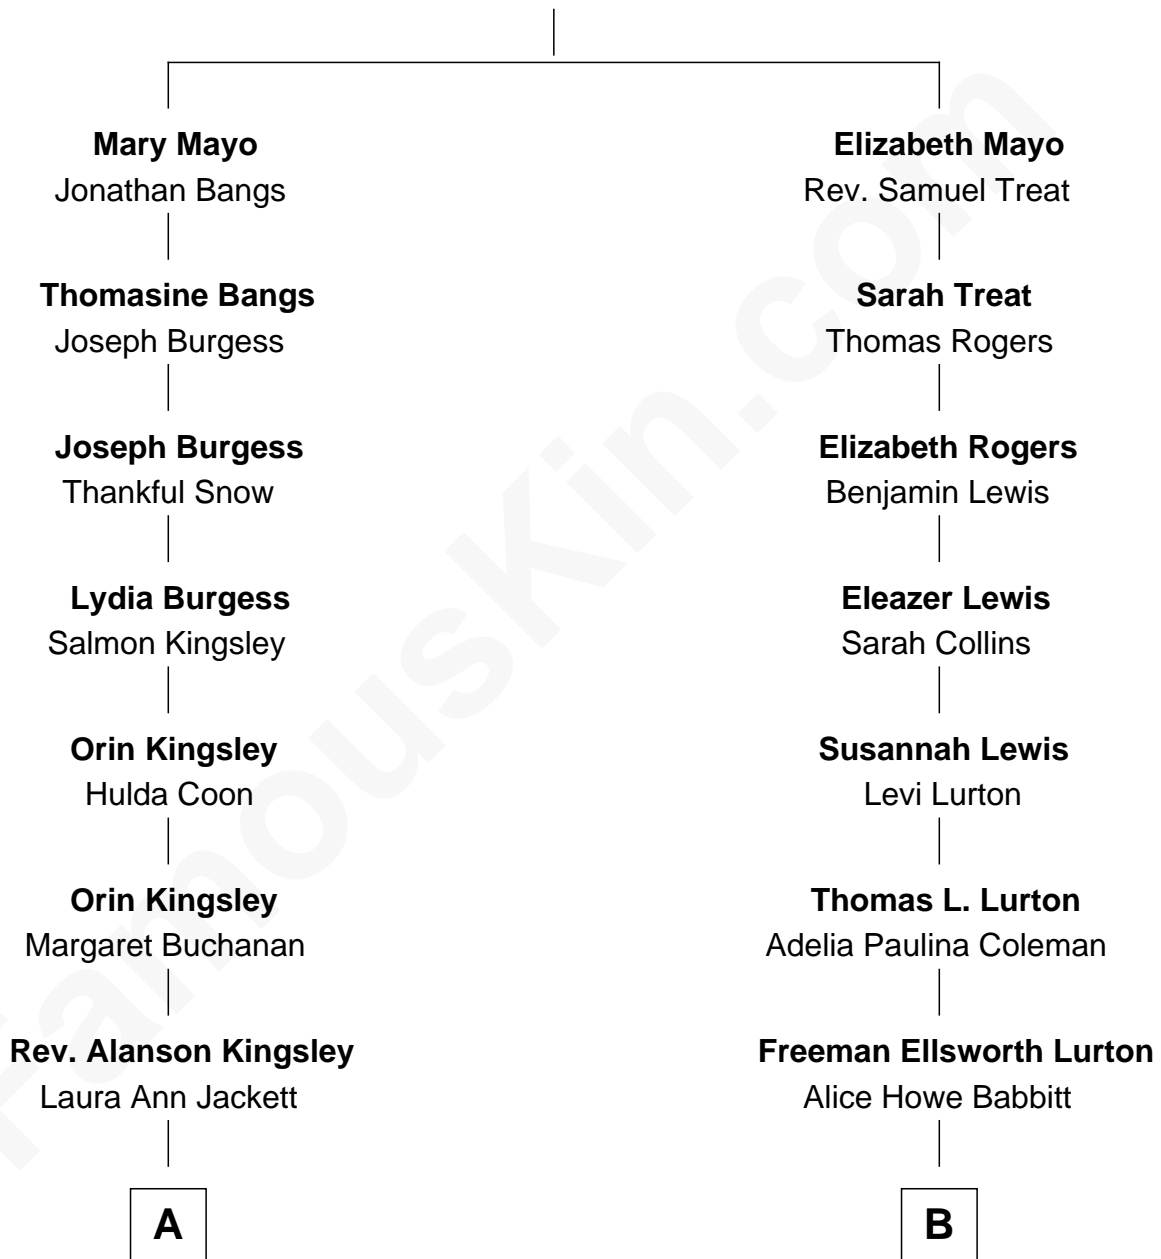 Mary Mayo
Jonathan Bangs
Elizabeth Mayo
Rev. Samuel Treat
Thomasine Bangs
Joseph Burgess
Sarah Treat
Thomas Rogers
Joseph Burgess
Thankful Snow
Elizabeth Rogers
Benjamin Lewis
Lydia Burgess
Salmon Kingsley
Eleazer Lewis
Sarah Collins
Orin Kingsley
Hulda Coon
Susannah Lewis
Levi Lurton
Orin Kingsley
Margaret Buchanan
Thomas L. Lurton
Adelia Paulina Coleman
Rev. Alanson Kingsley
Laura Ann Jackett
Freeman Ellsworth Lurton
Alice Howe Babbitt
A
B
FamousKin.com